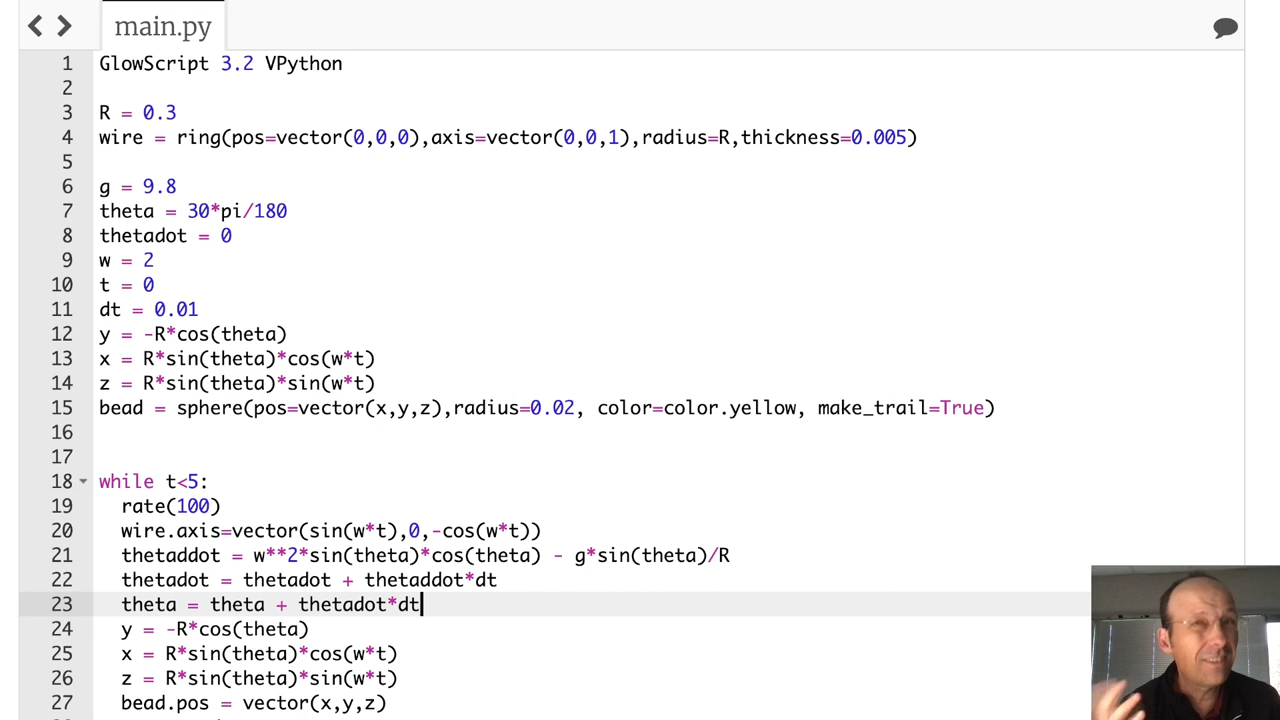 main.py
1 GlowScript 3.2 VPython
2
3 R = 0.3
4 wire = ring(pos=vector(0,0,0),axis=vector(0,0,1),radius=R,thickness=0.005)
5
6 g = 9.8
7 theta = 30*pi/180
8 thetadot = 0
9 w = 2
10 t = 0
11 dt = 0.01
12 y = -R*cos(theta)
13 x = R*sin(theta)*cos(w*t)
14 z = R*sin(theta)*sin(w*t)
15 bead = sphere(pos=vector(x,y,z),radius=0.02, color=color.yellow, make_trail=True)
16
17
18 while t<5:
19 rate(100)
20 wire.axis=vector(sin(w*t),0,-cos(w*t))
21 thetaddot = w**2*sin(theta)*cos(theta) - g*sin(theta)/R
22 thetadot = thetadot + thetaddot*dt
23 theta = theta + thetadot*dt
24 y = -R*cos(theta)
25 x = R*sin(theta)*cos(w*t)
26 z = R*sin(theta)*sin(w*t)
27 bead.pos = vector(x,y,z)